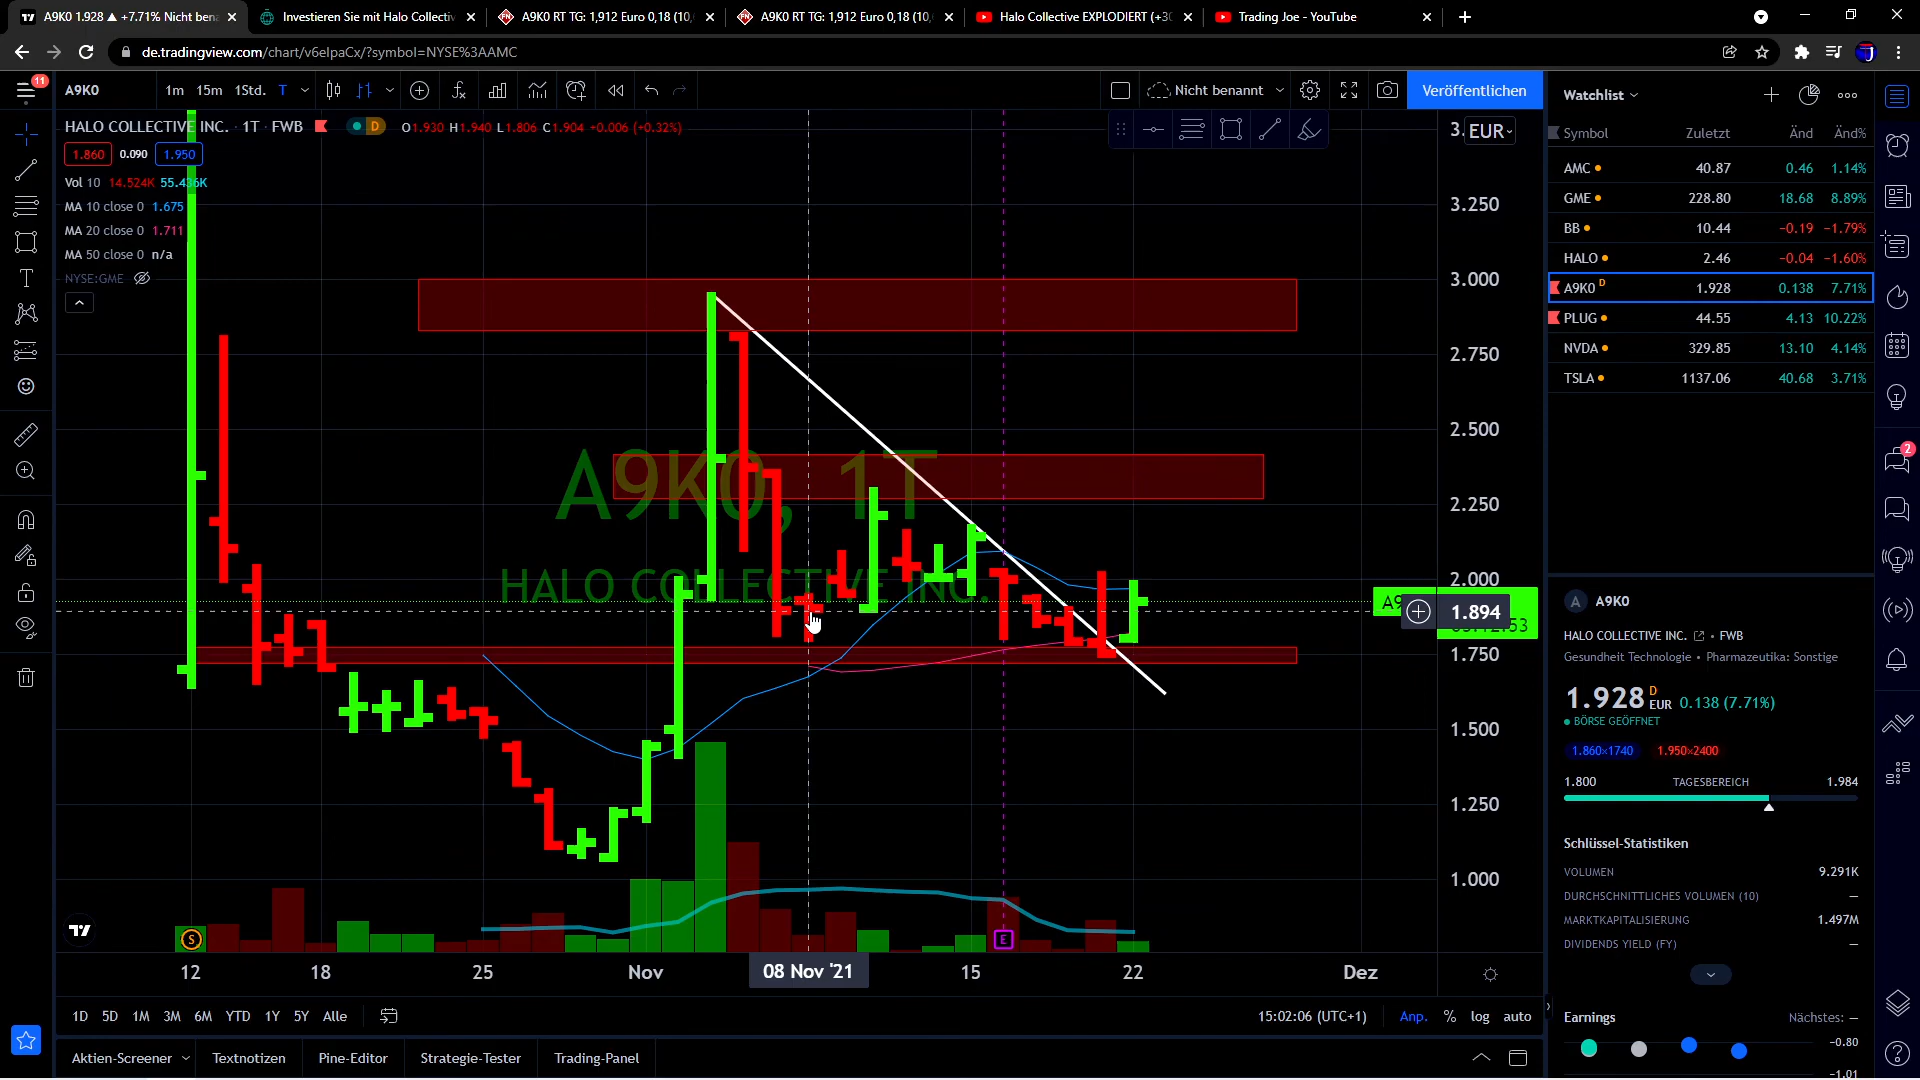 A9K0 1.928 ▲ +7.71% Nicht ben
Investieren Sie mit Halo Collectiv
A9K0 RT TG: 1,912 Euro 0,18 (10,
A9K0 RT TG: 1,912 Euro 0,18 (10,
Halo Collective EXPLODIERT (+30
Trading Joe - YouTube
de.tradingview.com/chart/v6elpaCx/?symbol=NYSE%3AAMC
11
A9K0
1m 15m 1Std. T
Nicht benannt
Veröffentlichen
HALO COLLECTIVE INC. · 1T · FWB
D
O1.930 H1.940 L1.806 C1.904 +0.006 (+0.32%)
1.860 0.090 1.950
Vol 10 14.524K 55.436K
MA 10 close 0 1.675
MA 20 close 0 1.711
MA 50 close 0 n/a
NYSE:GME
A9K0, 1T
HALO COLLECTIVE INC.
EUR
3.250
3.000
2.750
2.500
2.250
2.000
1.894
1.750
1.500
1.250
1.000
S
E
12 18 25 Nov 08 Nov '21 15 22 Dez
1D 5D 1M 3M 6M YTD 1Y 5Y Alle
15:02:06 (UTC+1) Anp. % log auto
Aktien-Screener Textnotizen Pine-Editor Strategie-Tester Trading-Panel
Watchlist
Symbol Zuletzt Änd Änd%
AMC 40.87 0.46 1.14%
GME 228.80 18.68 8.89%
BB 10.44 −0.19 −1.79%
HALO 2.46 −0.04 −1.60%
A9K0 D 1.928 0.138 7.71%
PLUG 44.55 4.13 10.22%
NVDA 329.85 13.10 4.14%
TSLA 1137.06 40.68 3.71%
2
A A9K0
HALO COLLECTIVE INC. • FWB
Gesundheit Technologie • Pharmazeutika: Sonstige
1.928 D EUR 0.138 (7.71%)
BÖRSE GEÖFFNET
1.860×1740 1.950×2400
1.800 TAGESBEREICH 1.984
Schlüssel-Statistiken
VOLUMEN 9.291K
DURCHSCHNITTLICHES VOLUMEN (10) —
MARKTKAPITALISIERUNG 1.497M
DIVIDENDS YIELD (FY) —
Earnings Nächstes: —
-0.80
-1.01